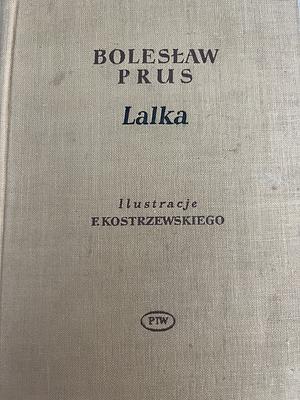 BOLESŁAW
PRUS
Lalka
Ilustracje
F. KOSTRZEWSKIEGO
PIW